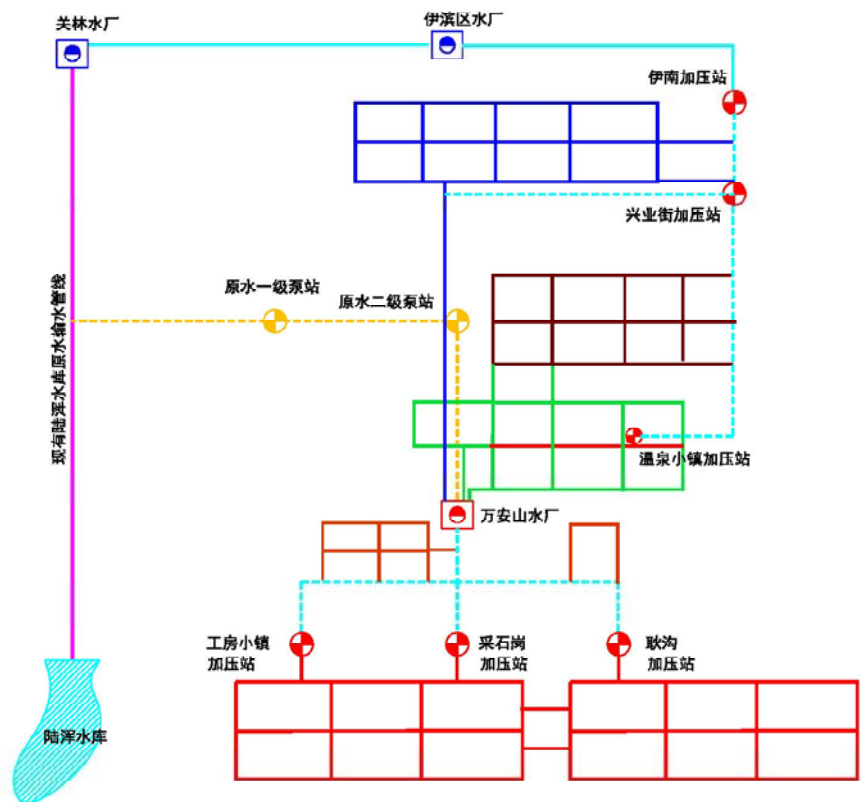 关林水厂
伊滨区水厂
伊南加压站
兴业街加压站
原水一级泵站
原水二级泵站
现有陆浑水库原水输水管线
温泉小镇加压站
万安山水厂
工房小镇
加压站
采石岗
加压站
耿沟
加压站
陆浑水库